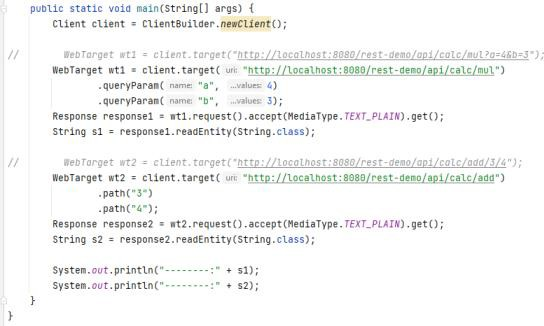 public static void main(String[] args) {
Client client = ClientBuilder.newClient();
// WebTarget wt1 = client.target("http://localhost:8080/rest-demo/api/calc/mul?a=4&b=3");
WebTarget wt1 = client.target( uri: "http://localhost:8080/rest-demo/api/calc/mul")
.queryParam( name: "a", ...values: 4)
.queryParam( name: "b", ...values: 3);
Response response1 = wt1.request().accept(MediaType.TEXT_PLAIN).get();
String s1 = response1.readEntity(String.class);
// WebTarget wt2 = client.target("http://localhost:8080/rest-demo/api/calc/add/3/4");
WebTarget wt2 = client.target( uri: "http://localhost:8080/rest-demo/api/calc/add")
.path("3")
.path("4");
Response response2 = wt2.request().accept(MediaType.TEXT_PLAIN).get();
String s2 = response2.readEntity(String.class);
System.out.println("--------:" + s1);
System.out.println("--------:" + s2);
}
}